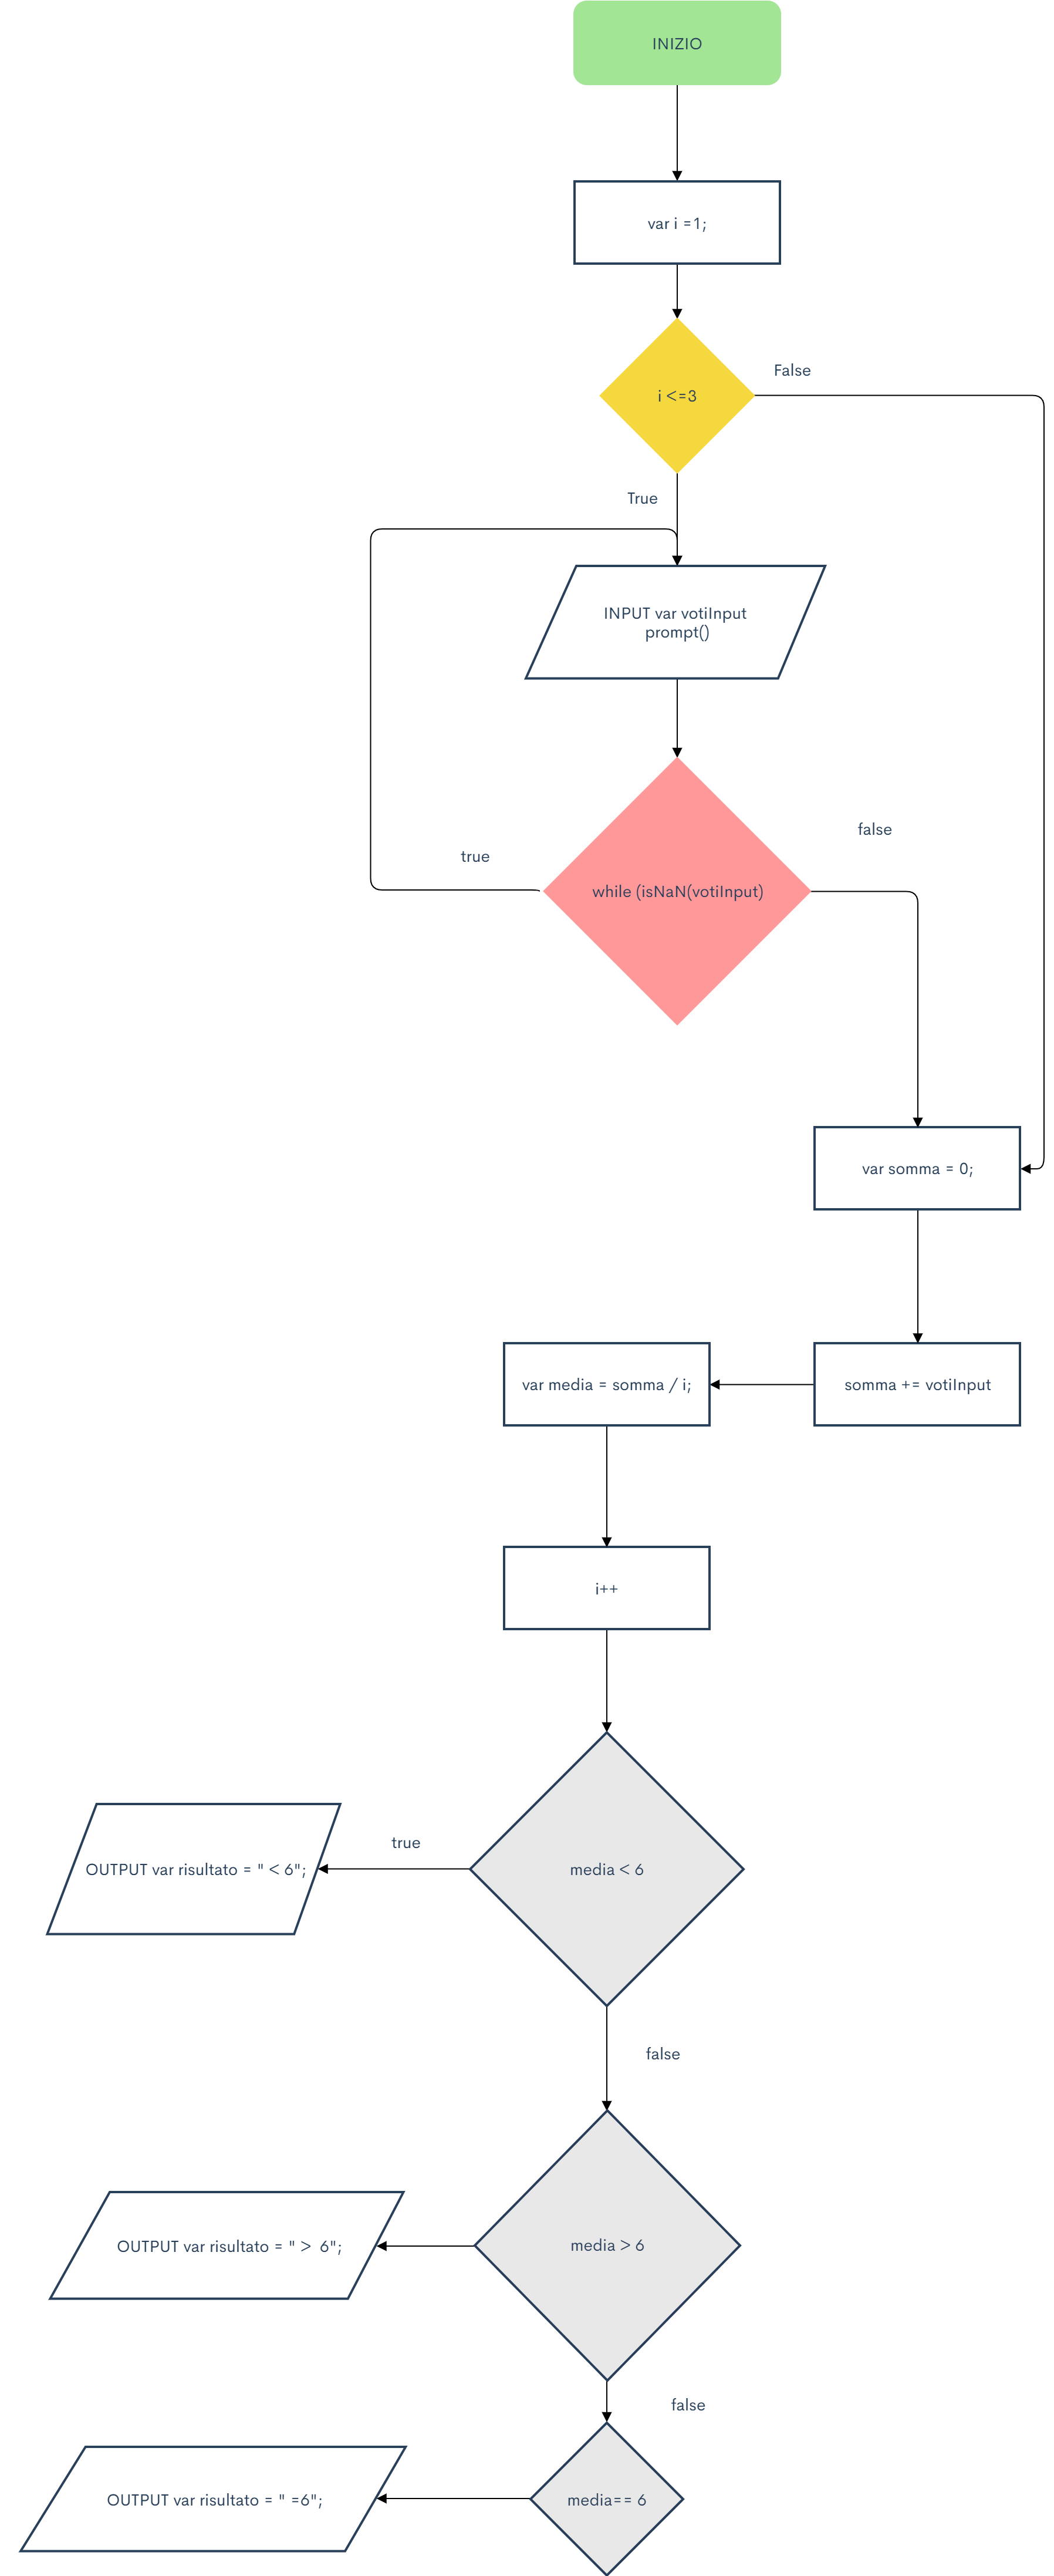 INIZIO
var i =1;
i <=3
False
True
INPUT var votiInput
prompt()
false
true
while (isNaN(votiInput)
var somma = 0;
var media = somma / i;
somma += votiInput
i++
true
OUTPUT var risultato = " < 6";
media < 6
false
OUTPUT var risultato = " >  6";
media > 6
false
OUTPUT var risultato = " =6";
media== 6